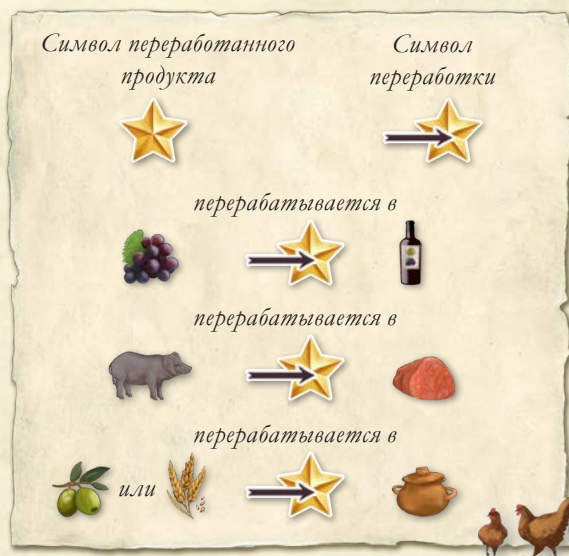 Символ переработанного
продукта
Символ
переработки
перерабатывается в
перерабатывается в
перерабатывается в
или